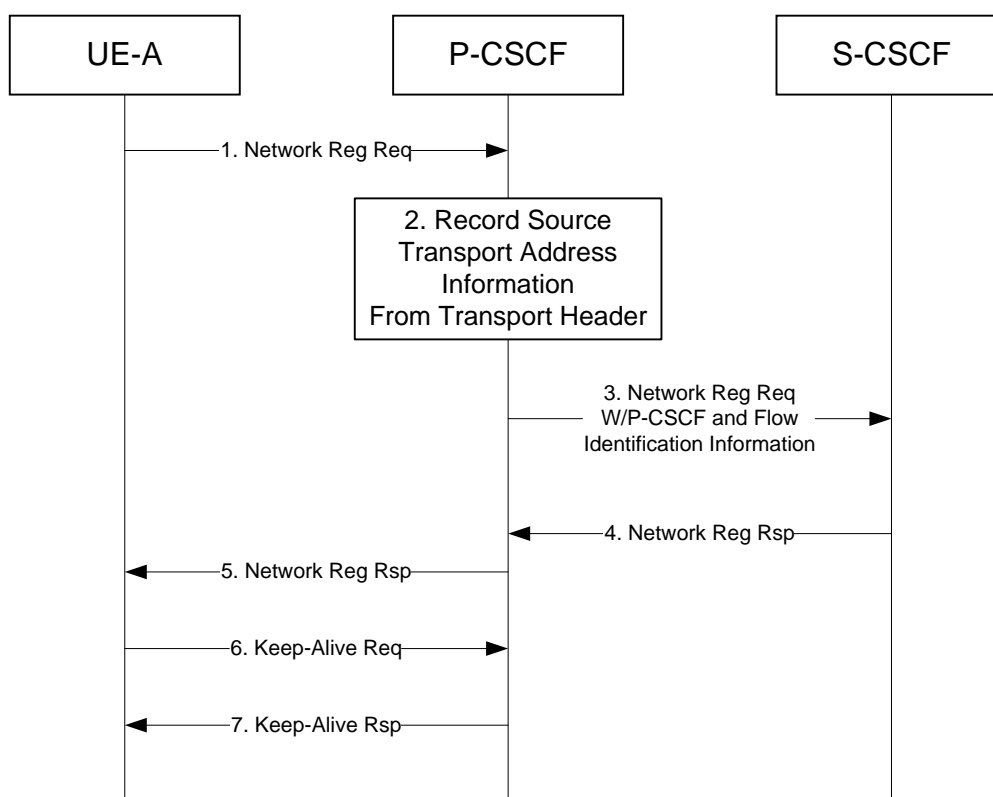 UE-A
P-CSCF
S-CSCF
1. Network Reg Req
2. Record Source
Transport Address
Information
From Transport Header
3. Network Reg Req
W/P-CSCF and Flow
Identification Information
4. Network Reg Rsp
5. Network Reg Rsp
6. Keep-Alive Req
7. Keep-Alive Rsp